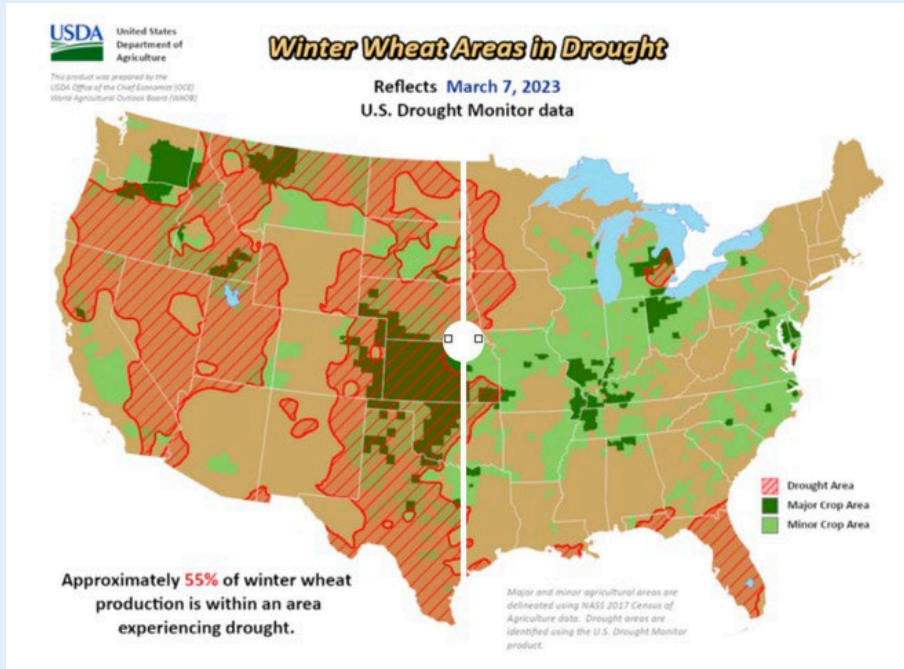 USDA
United States
Department of
Agriculture
This product was prepared by the
USDA Office of the Chief Economist (OCE)
World Agricultural Outlook Board (WAOB)
Winter Wheat Areas in Drought
Reflects March 7, 2023
U.S. Drought Monitor data
Drought Area
Major Crop Area
Minor Crop Area
Approximately 55% of winter wheat
production is within an area
experiencing drought.
Major and minor agricultural areas are
delineated using NASS 2017 Census of
Agriculture data. Drought areas are
identified using the U.S. Drought Monitor
product.